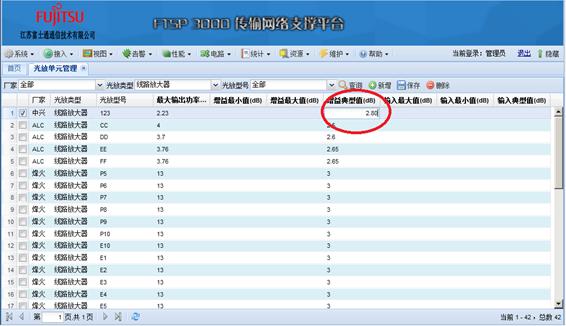 FUJITSU
江苏富士通通信技术有限公司
FTSP 3000 传输网络支撑平台
系统 接入 视图 告警 性能 电路 统计 资源 维护 帮助 当前登录: 管理员 退出 隐藏
首页 光放单元管理
厂家 全部 光放类型 线路放大器 光放型号 全部 查询 新增 保存 删除
厂家 光放类型 光放型号 最大输出功率... 增益最小值(dB) 增益最大值(dB) 增益典型值(dB) 输入最大值(dB) 输入最小值(dB) 输入典型值(dB)
1 中兴 线路放大器 123 2.23 2.80
2 ALC 线路放大器 CC 4 2.6
3 ALC 线路放大器 DD 3.7 2.6
4 ALC 线路放大器 EE 3.76 2.65
5 ALC 线路放大器 FF 3.76 2.65
6 烽火 线路放大器 P5 13 3
7 烽火 线路放大器 P6 13 3
8 烽火 线路放大器 P7 13 3
9 烽火 线路放大器 P8 13 3
10 烽火 线路放大器 P9 13 3
11 烽火 线路放大器 P10 13 3
12 烽火 线路放大器 E10 13 3
13 烽火 线路放大器 E1 13 3
14 烽火 线路放大器 E2 13 3
15 烽火 线路放大器 E3 13 3
16 烽火 线路放大器 E4 13 3
17 烽火 线路放大器 E5 13 3
第 1 页,共 1 页 当前 1 - 42 , 总数 42